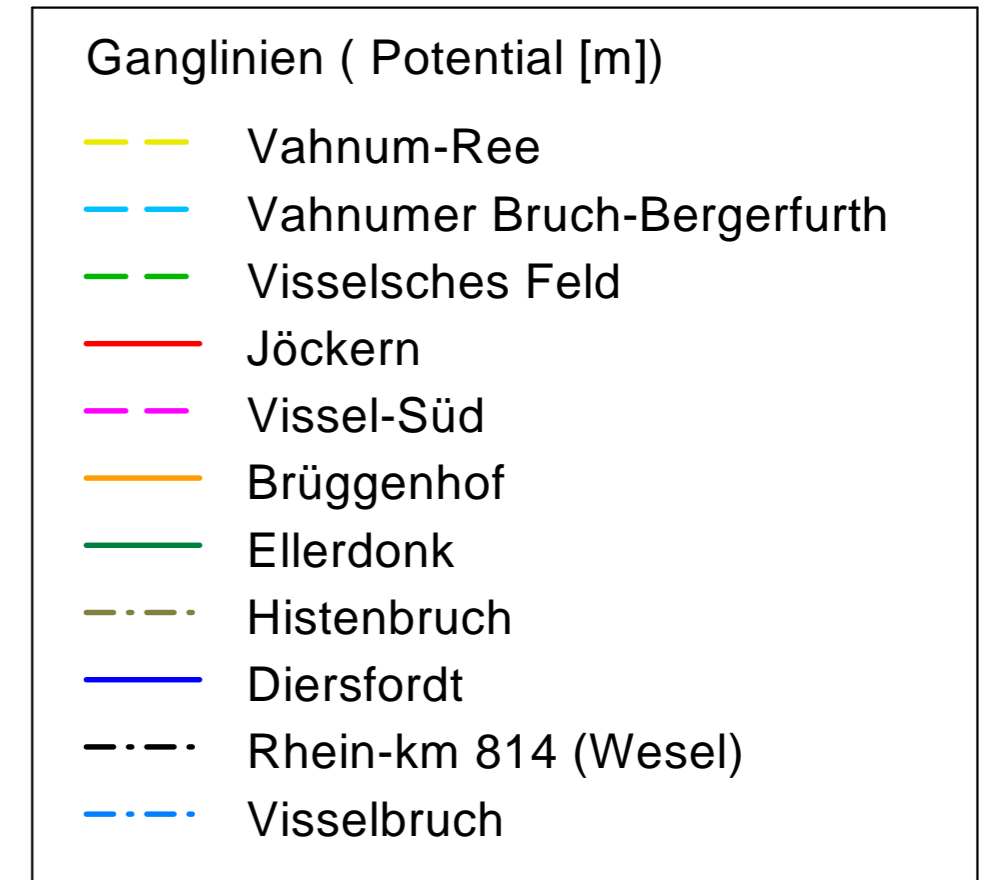 Ganglinien ( Potential [m])
Vahnum-Ree
Vahnumer Bruch-Bergerfurth
Visselsches Feld
Jöckern
Vissel-Süd
Brüggenhof
Ellerdonk
Histenbruch
Diersfordt
Rhein-km 814 (Wesel)
Visselbruch